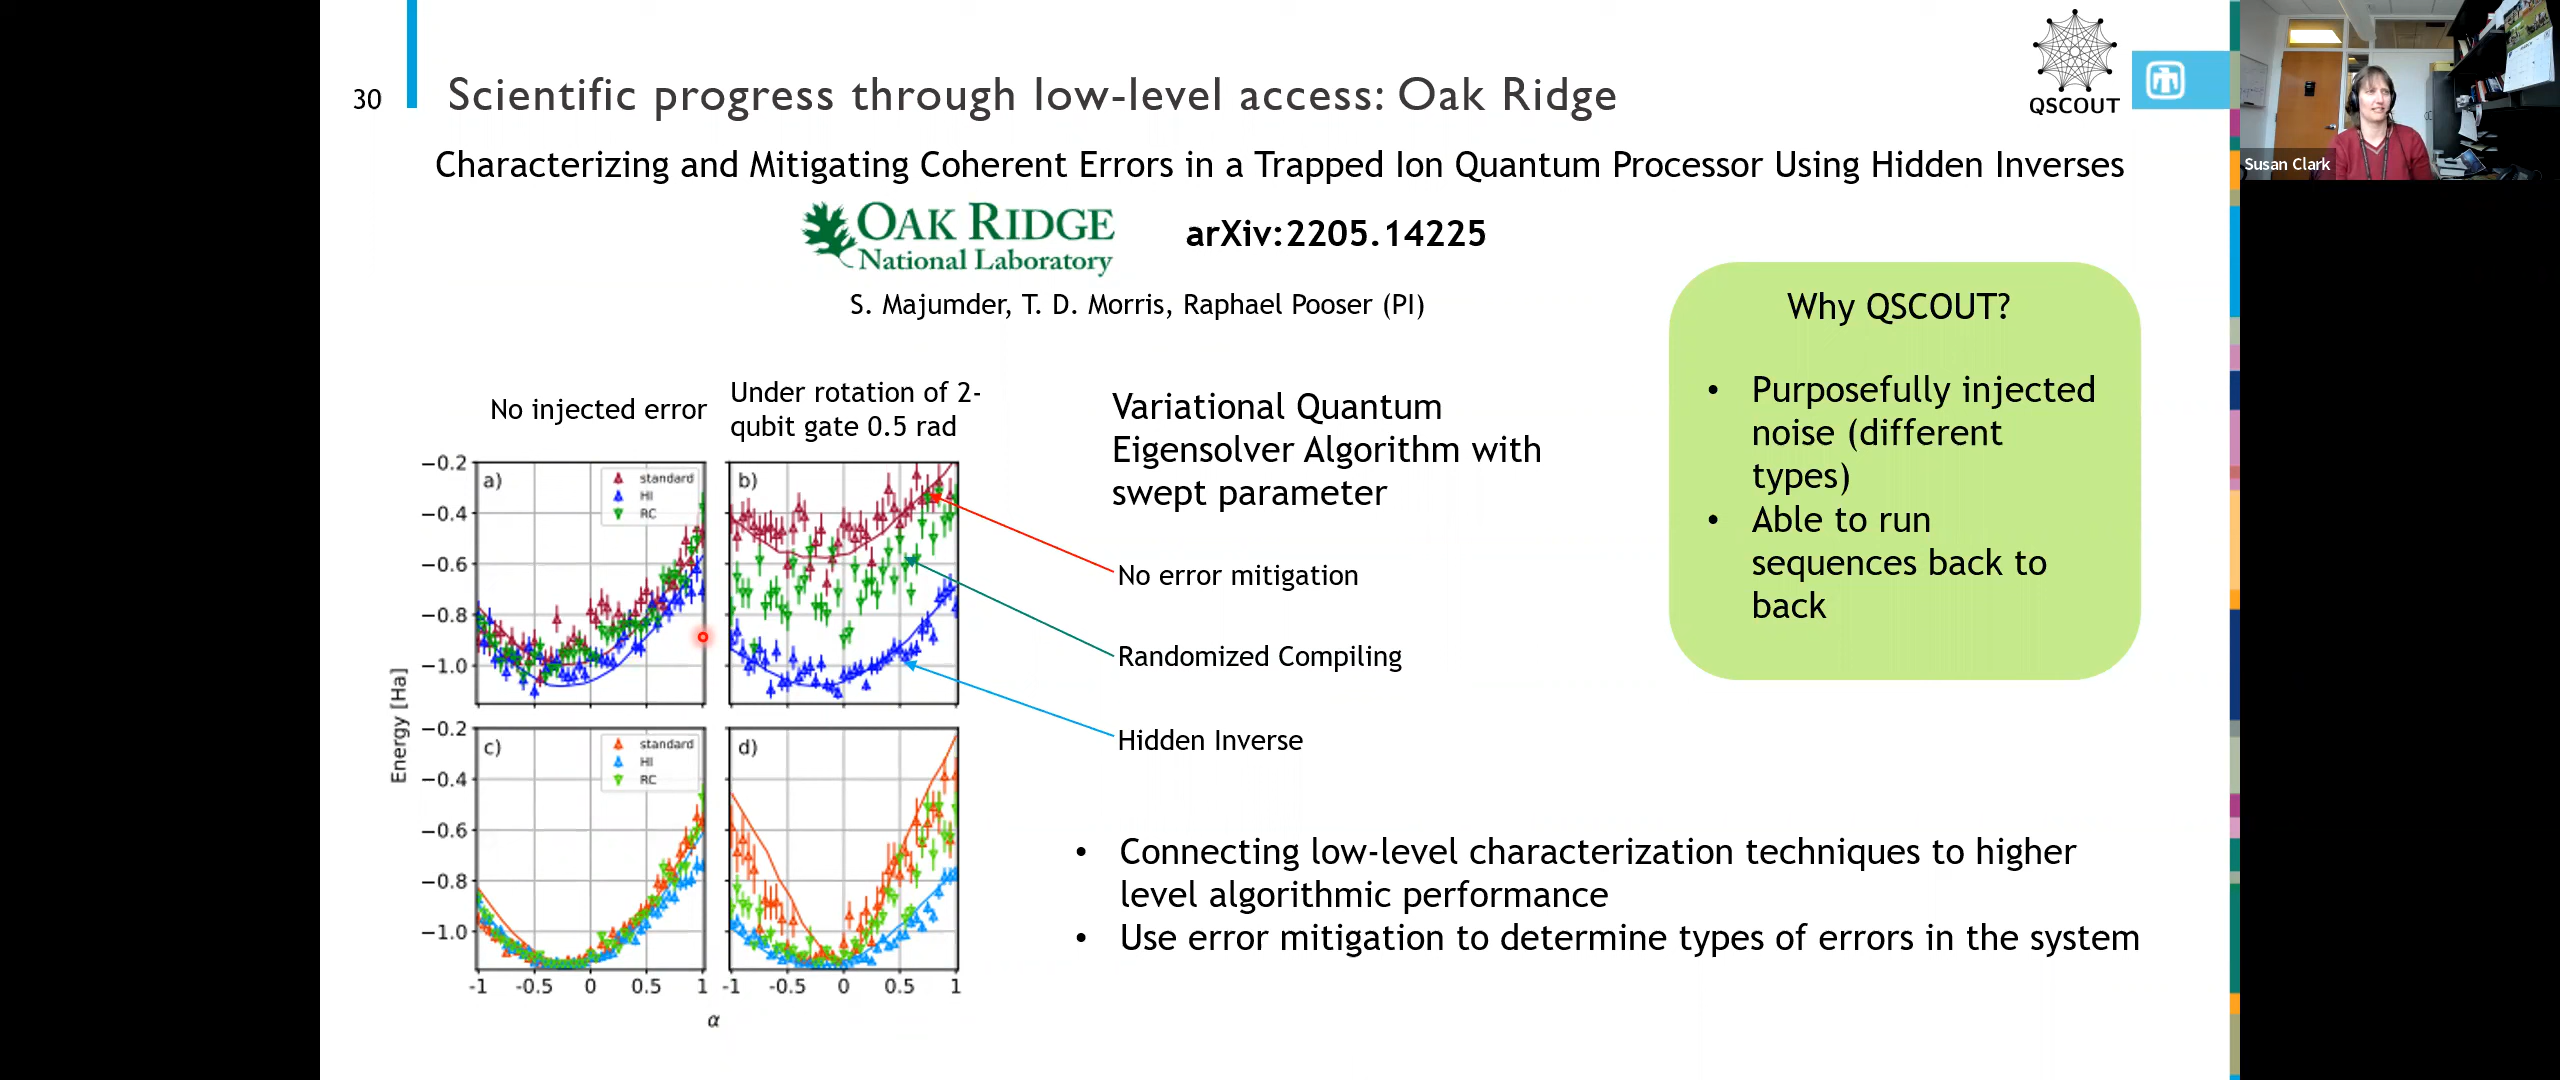 30
Scientific progress through low-level access: Oak Ridge
QSCOUT
Susan Clark
Characterizing and Mitigating Coherent Errors in a Trapped Ion Quantum Processor Using Hidden Inverses
OAK RIDGE
National Laboratory
arXiv:2205.14225
S. Majumder, T. D. Morris, Raphael Pooser (PI)
No injected error
Under rotation of 2-
qubit gate 0.5 rad
a)
standard
HI
RC
b)
−0.2
−0.4
−0.6
−0.8
−1.0
c)
standard
HI
RC
d)
−0.2
−0.4
−0.6
−0.8
−1.0
Energy [Ha]
-1 -0.5 0 0.5 1
-1 -0.5 0 0.5 1
α
Variational Quantum
Eigensolver Algorithm with
swept parameter
No error mitigation
Randomized Compiling
Hidden Inverse
Why QSCOUT?
• Purposefully injected
noise (different
types)
• Able to run
sequences back to
back
• Connecting low-level characterization techniques to higher
level algorithmic performance
• Use error mitigation to determine types of errors in the system